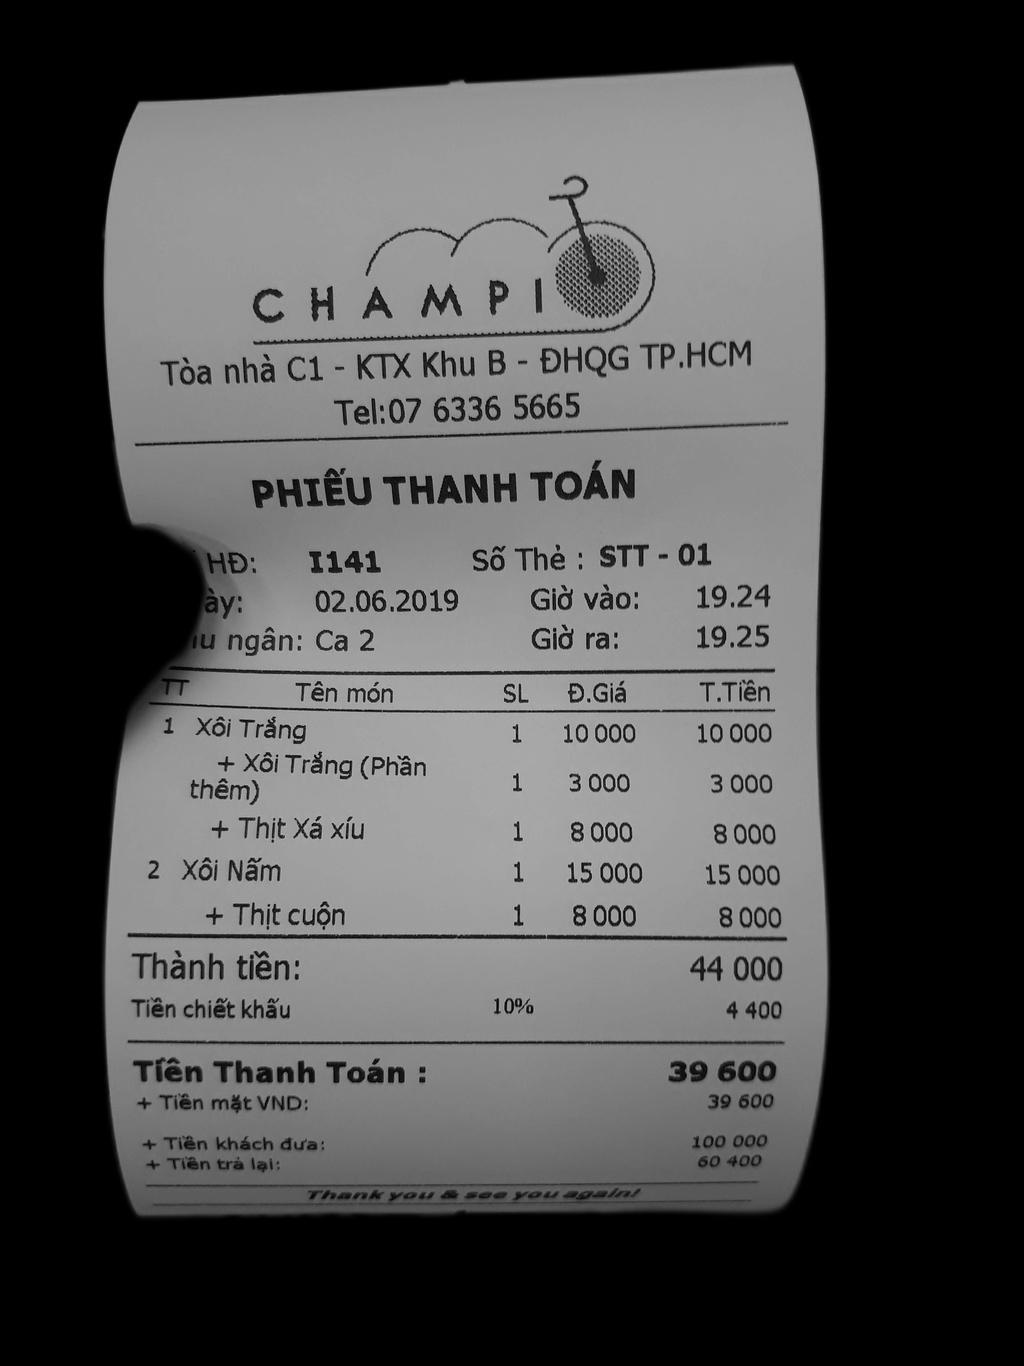 CHAMPI
Tòa nhà C1 - KTX Khu B - ĐHQG TP.HCM
Tel:07 6336 5665
PHIẾU THANH TOÁN
HĐ: I141 Số Thẻ : STT - 01
02.06.2019 Giờ vào: 19.24
ngân: Ca 2 Giờ ra: 19.25
TT Tên món SL Đ.Giá T.Tiền
1 Xôi Trắng 1 10 000 10 000
+ Xôi Trắng (Phần
thêm) 1 3 000 3 000
+ Thịt Xá xíu 1 8 000 8 000
2 Xôi Nấm 1 15 000 15 000
+ Thịt cuộn 1 8 000 8 000
Thành tiền: 44 000
Tiền chiết khấu 10% 4 400
Tiền Thanh Toán : 39 600
+ Tiền mặt VND: 39 600
+ Tiền khách đưa: 100 000
+ Tiền trả lại: 60 400
Thank you & see you again!